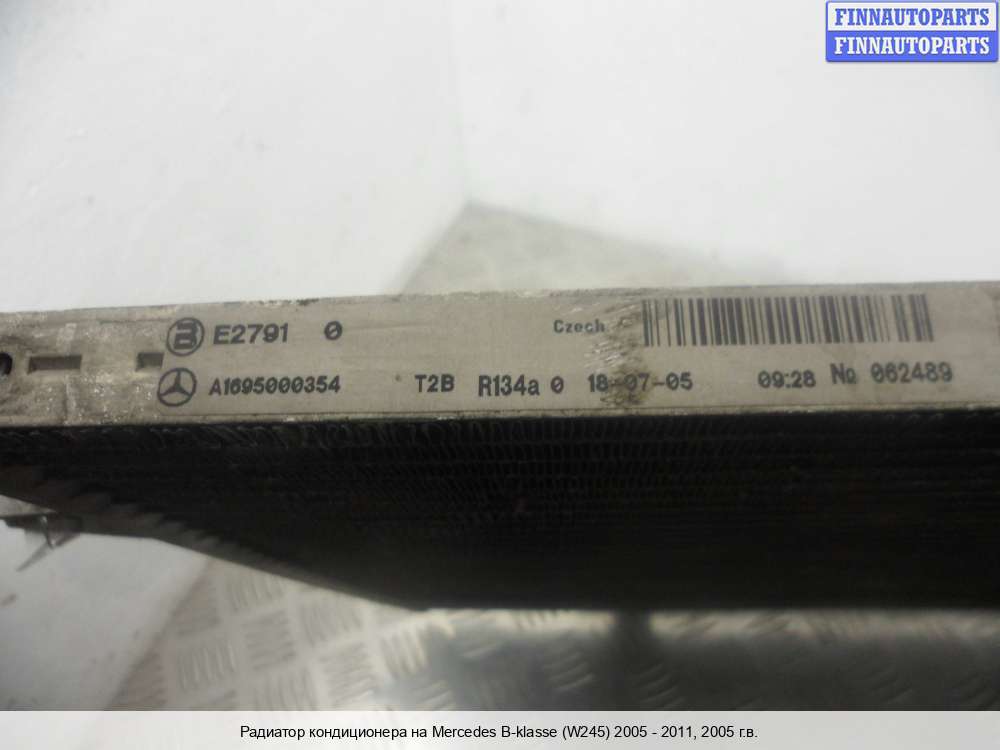 FINNAUTOPARTS
FINNAUTOPARTS
E2791 0 Czech
A1695000354 T2B R134a 0 18-07-05 09:28 № 062489
Радиатор кондиционера на Mercedes B-klasse (W245) 2005 - 2011, 2005 г.в.